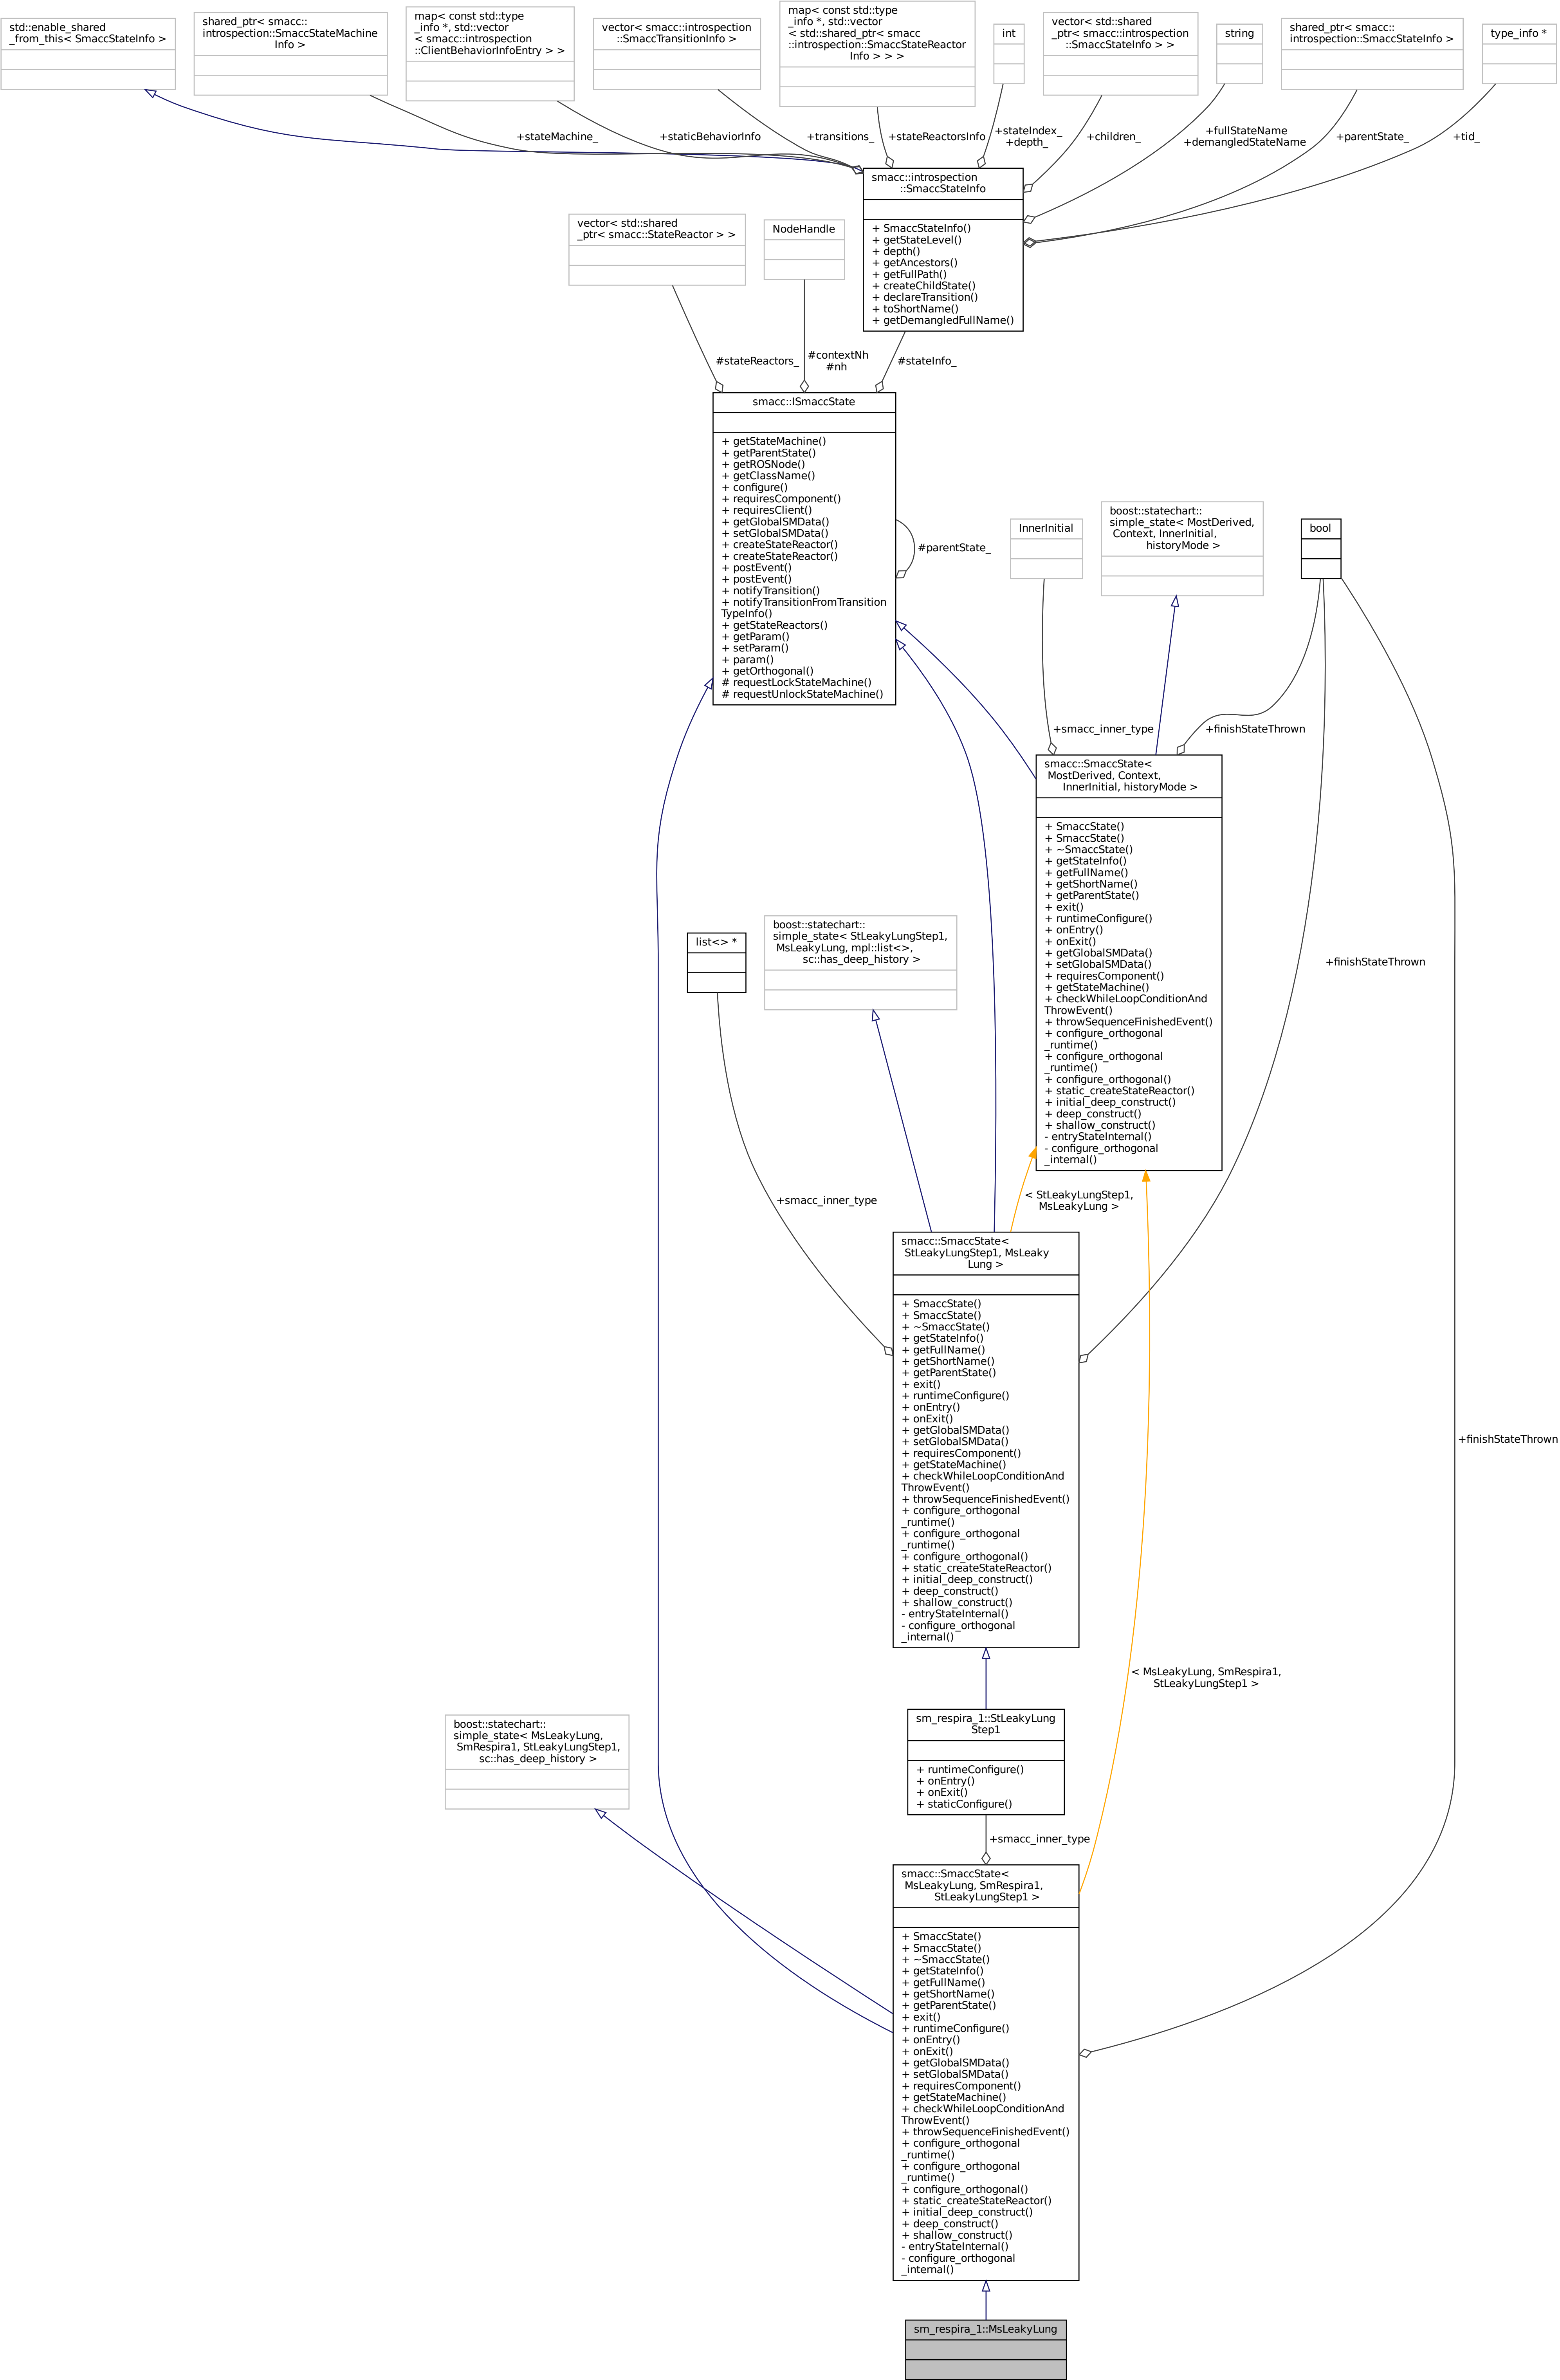 std::enable_shared
_from_this< SmaccStateInfo >
shared_ptr< smacc::
introspection::SmaccStateMachine
Info >
map< const std::type
_info *, std::vector
< smacc::introspection
::ClientBehaviorInfoEntry > >
vector< smacc::introspection
::SmaccTransitionInfo >
map< const std::type
_info *, std::vector
< std::shared_ptr< smacc
::introspection::SmaccStateReactor
Info > > >
int
vector< std::shared
_ptr< smacc::introspection
::SmaccStateInfo > >
string
shared_ptr< smacc::
introspection::SmaccStateInfo >
type_info *
+stateMachine_
+staticBehaviorInfo
+transitions_
+stateReactorsInfo
+stateIndex_
+depth_
+children_
+fullStateName
+demangledStateName
+parentState_
+tid_
smacc::introspection
::SmaccStateInfo
+ SmaccStateInfo()
+ getStateLevel()
+ depth()
+ getAncestors()
+ getFullPath()
+ createChildState()
+ declareTransition()
+ toShortName()
+ getDemangledFullName()
vector< std::shared
_ptr< smacc::StateReactor > >
NodeHandle
#stateReactors_
#contextNh
#nh
#stateInfo_
smacc::ISmaccState
+ getStateMachine()
+ getParentState()
+ getROSNode()
+ getClassName()
+ configure()
+ requiresComponent()
+ requiresClient()
+ getGlobalSMData()
+ setGlobalSMData()
+ createStateReactor()
+ createStateReactor()
+ postEvent()
+ postEvent()
+ notifyTransition()
+ notifyTransitionFromTransition
TypeInfo()
+ getStateReactors()
+ getParam()
+ setParam()
+ param()
+ getOrthogonal()
# requestLockStateMachine()
# requestUnlockStateMachine()
#parentState_
InnerInitial
boost::statechart::
simple_state< MostDerived,
Context, InnerInitial,
historyMode >
bool
+smacc_inner_type
+finishStateThrown
smacc::SmaccState<
MostDerived, Context,
InnerInitial, historyMode >
+ SmaccState()
+ SmaccState()
+ ~SmaccState()
+ getStateInfo()
+ getFullName()
+ getShortName()
+ getParentState()
+ exit()
+ runtimeConfigure()
+ onEntry()
+ onExit()
+ getGlobalSMData()
+ setGlobalSMData()
+ requiresComponent()
+ getStateMachine()
+ checkWhileLoopConditionAnd
ThrowEvent()
+ throwSequenceFinishedEvent()
+ configure_orthogonal
_runtime()
+ configure_orthogonal
_runtime()
+ configure_orthogonal()
+ static_createStateReactor()
+ initial_deep_construct()
+ deep_construct()
+ shallow_construct()
- entryStateInternal()
- configure_orthogonal
_internal()
list<> *
boost::statechart::
simple_state< StLeakyLungStep1,
MsLeakyLung, mpl::list<>,
sc::has_deep_history >
+finishStateThrown
+smacc_inner_type
< StLeakyLungStep1,
MsLeakyLung >
smacc::SmaccState<
StLeakyLungStep1, MsLeaky
Lung >
+ SmaccState()
+ SmaccState()
+ ~SmaccState()
+ getStateInfo()
+ getFullName()
+ getShortName()
+ getParentState()
+ exit()
+ runtimeConfigure()
+ onEntry()
+ onExit()
+ getGlobalSMData()
+ setGlobalSMData()
+ requiresComponent()
+ getStateMachine()
+ checkWhileLoopConditionAnd
ThrowEvent()
+ throwSequenceFinishedEvent()
+ configure_orthogonal
_runtime()
+ configure_orthogonal
_runtime()
+ configure_orthogonal()
+ static_createStateReactor()
+ initial_deep_construct()
+ deep_construct()
+ shallow_construct()
- entryStateInternal()
- configure_orthogonal
_internal()
+finishStateThrown
< MsLeakyLung, SmRespira1,
StLeakyLungStep1 >
boost::statechart::
simple_state< MsLeakyLung,
SmRespira1, StLeakyLungStep1,
sc::has_deep_history >
sm_respira_1::StLeakyLung
Step1
+ runtimeConfigure()
+ onEntry()
+ onExit()
+ staticConfigure()
+smacc_inner_type
smacc::SmaccState<
MsLeakyLung, SmRespira1,
StLeakyLungStep1 >
+ SmaccState()
+ SmaccState()
+ ~SmaccState()
+ getStateInfo()
+ getFullName()
+ getShortName()
+ getParentState()
+ exit()
+ runtimeConfigure()
+ onEntry()
+ onExit()
+ getGlobalSMData()
+ setGlobalSMData()
+ requiresComponent()
+ getStateMachine()
+ checkWhileLoopConditionAnd
ThrowEvent()
+ throwSequenceFinishedEvent()
+ configure_orthogonal
_runtime()
+ configure_orthogonal
_runtime()
+ configure_orthogonal()
+ static_createStateReactor()
+ initial_deep_construct()
+ deep_construct()
+ shallow_construct()
- entryStateInternal()
- configure_orthogonal
_internal()
sm_respira_1::MsLeakyLung